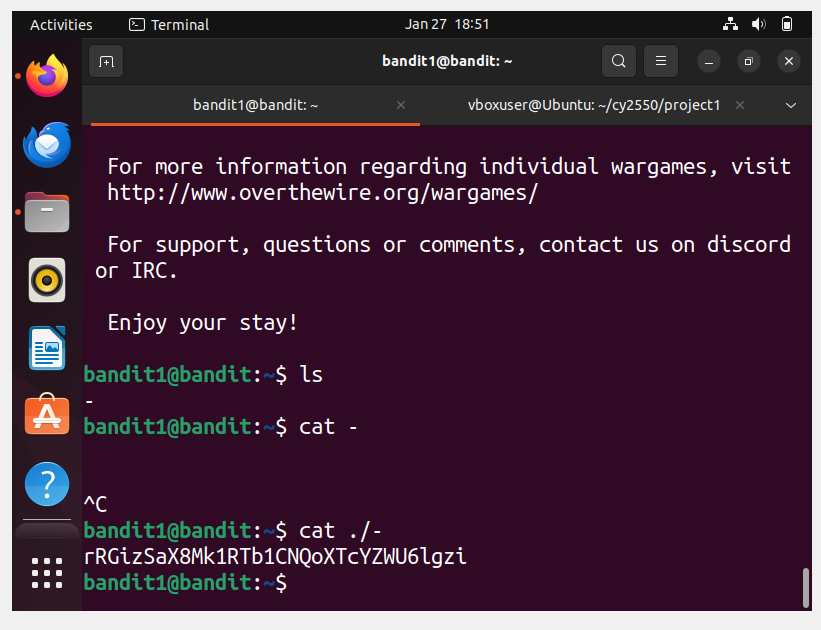 Activities Terminal Jan 27 18:51
bandit1@bandit: ~
bandit1@bandit: ~ vboxuser@Ubuntu: ~/cy2550/project1
For more information regarding individual wargames, visit
http://www.overthewire.org/wargames/
For support, questions or comments, contact us on discord
or IRC.
Enjoy your stay!
bandit1@bandit:~$ ls
-
bandit1@bandit:~$ cat -
^C
bandit1@bandit:~$ cat ./-
rRGizSaX8Mk1RTb1CNQoXTcYZWU6lgzi
bandit1@bandit:~$